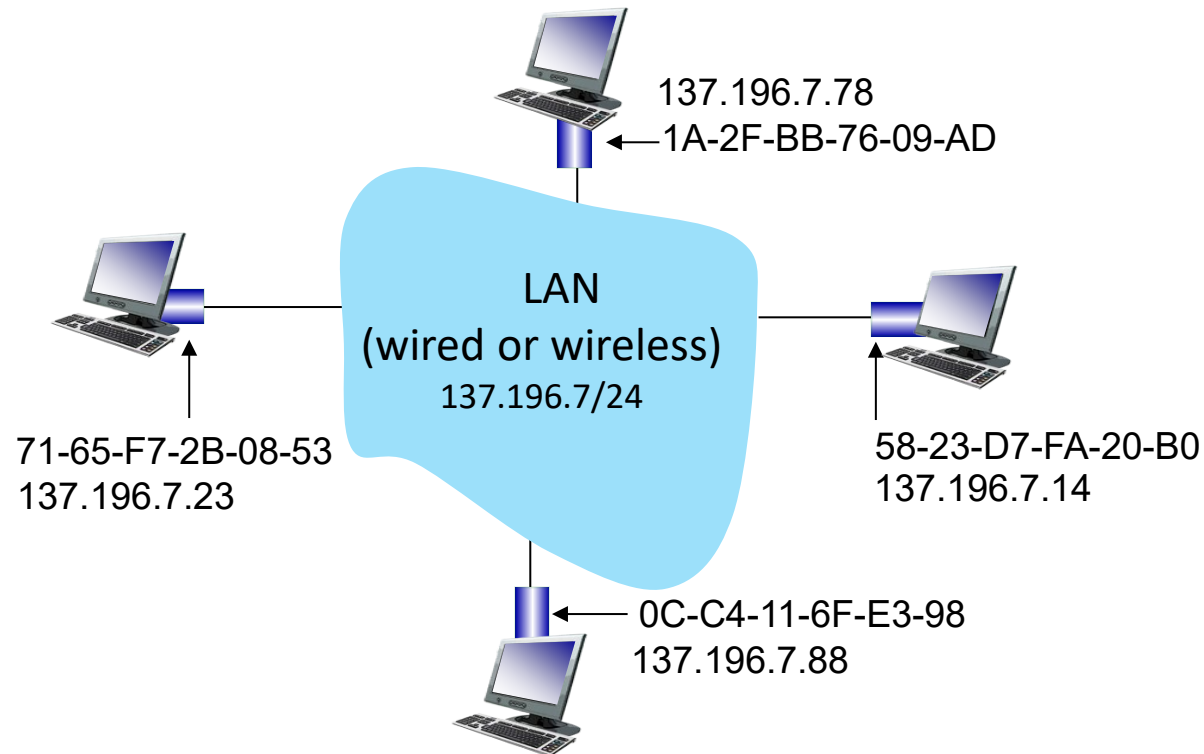 137.196.7.78
1A-2F-BB-76-09-AD
LAN
(wired or wireless)
137.196.7/24
71-65-F7-2B-08-53
137.196.7.23
58-23-D7-FA-20-B0
137.196.7.14
0C-C4-11-6F-E3-98
137.196.7.88